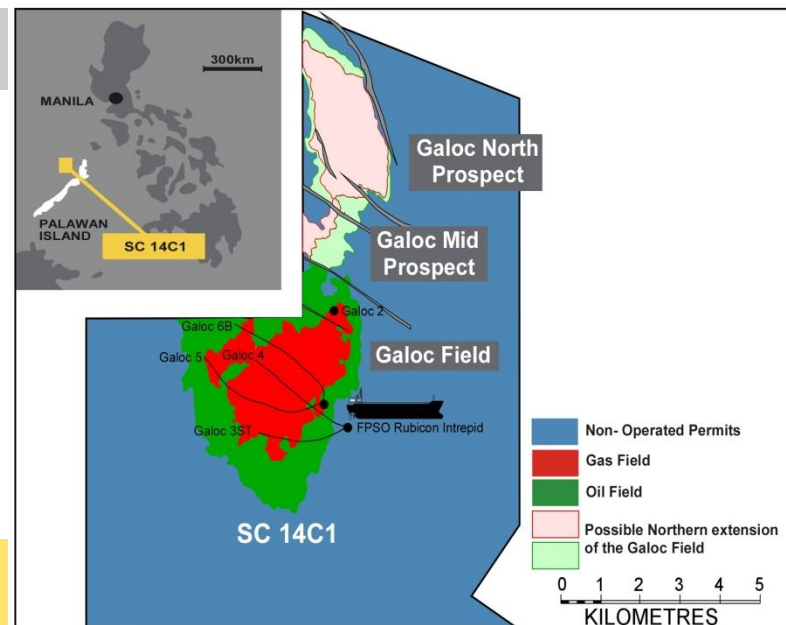 300km
MANILA
PALAWAN
ISLAND
SC 14C1
Galoc North
Prospect
Galoc Mid
Prospect
Galoc 2
Galoc 6B
Galoc 5
Galoc 4
Galoc Field
Galoc 3ST
FPSO Rubicon Intrepid
SC 14C1
Non- Operated Permits
Gas Field
Oil Field
Possible Northern extension
of the Galoc Field
0 1 2 3 4 5
KILOMETRES